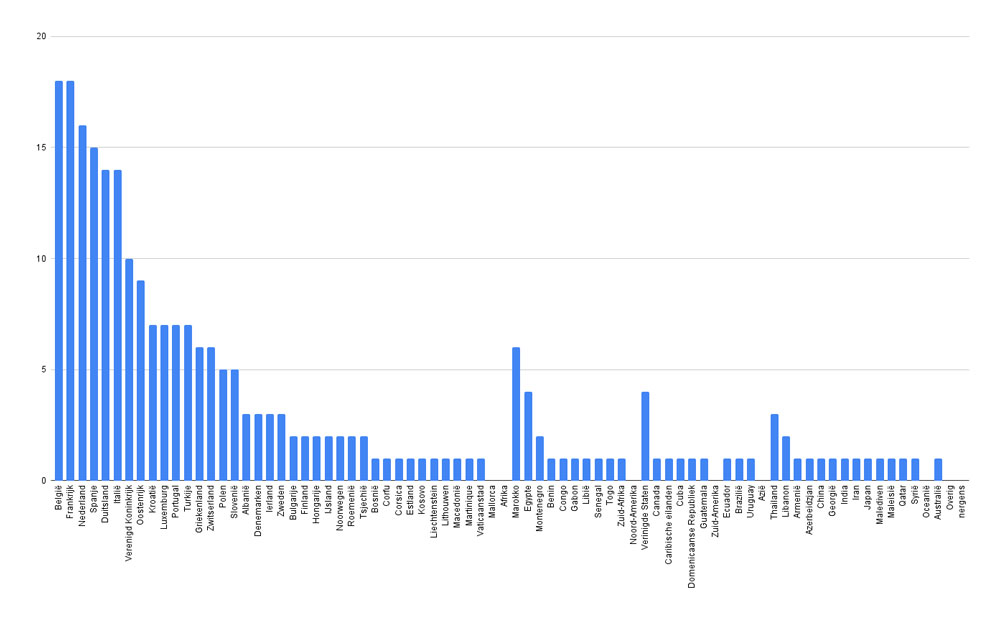 20
15
10
5
0
België
Frankrijk
Nederland
Spanje
Duitsland
Italië
Verenigd Koninkrijk
Oostenrijk
Kroatië
Luxemburg
Portugal
Turkije
Griekenland
Zwitserland
Polen
Slovenië
Albanië
Denenmarken
Ierland
Zweden
Bulgarije
Finland
Hongarije
IJsland
Noorwegen
Roemenië
Tsjechië
Bosnië
Corfu
Corsica
Estland
Kosovo
Liechtenstein
Lithouwen
Macedonië
Martinique
Vaticaanstad
Mallorca
Afrika
Marokko
Egypte
Montenegro
Benin
Congo
Gabon
Libië
Senegal
Togo
Zuid-Afrika
Noord-Amerika
Verinigde Staten
Canada
Caribische eilanden
Cuba
Domenicaanse Republiek
Guatemala
Zuid-Amerika
Ecuador
Brazilië
Uruguay
Azië
Thailand
Libanon
Armenië
Azerbeidzjan
China
Georgië
India
Iran
Japan
Malediven
Maleisië
Qatar
Syrië
Oceanië
Australië
Overig
nergens